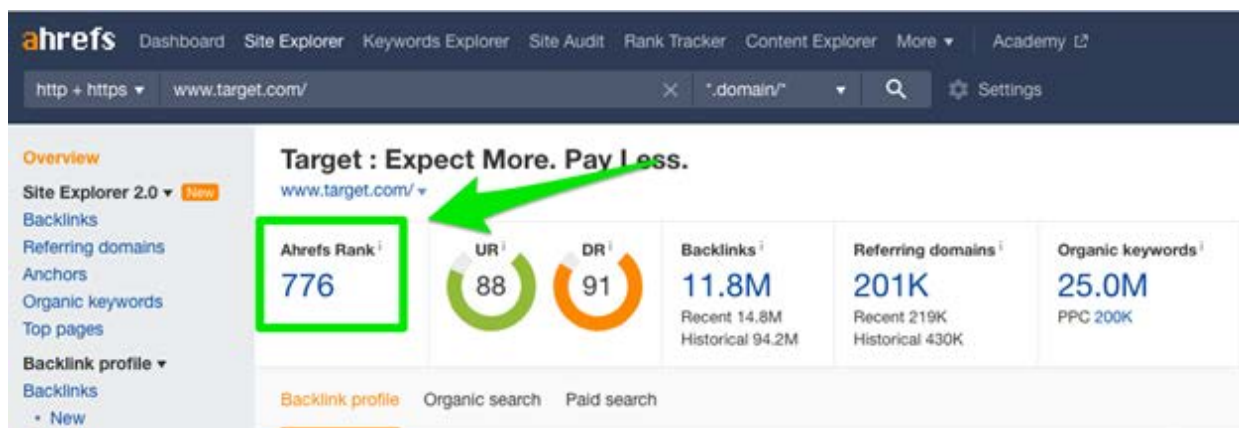 ahrefs Dashboard Site Explorer Keywords Explorer Site Audit Rank Tracker Content Explorer More Academy
http + https www.target.com/ *.domain/* Settings
Overview
Site Explorer 2.0 New
Backlinks
Referring domains
Anchors
Organic keywords
Top pages
Backlink profile
Backlinks
• New
Target : Expect More. Pay Less.
www.target.com/
Ahrefs Rank
776
UR
88
DR
91
Backlinks
11.8M
Recent 14.8M
Historical 94.2M
Referring domains
201K
Recent 219K
Historical 430K
Organic keywords
25.0M
PPC 200K
Backlink profile Organic search Paid search